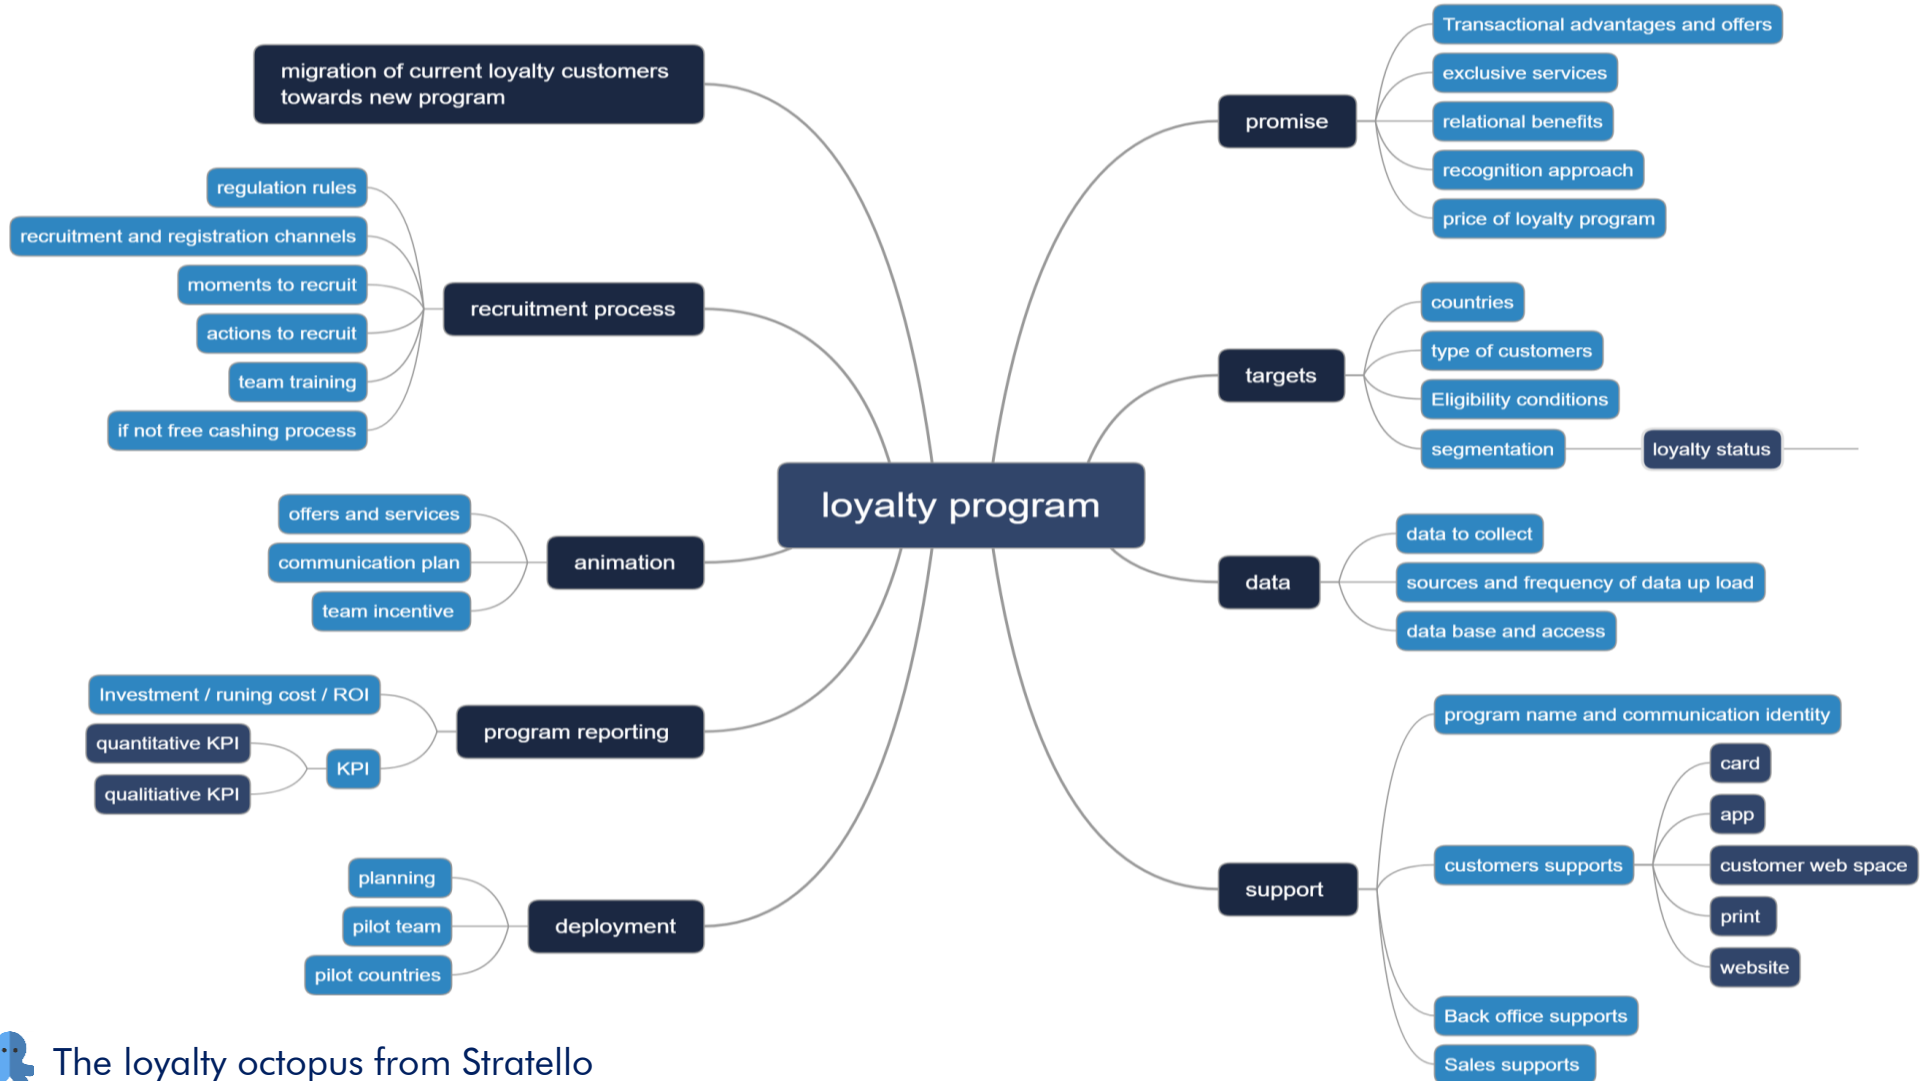 migration of current loyalty customers
towards new program
regulation rules
recruitment and registration channels
moments to recruit
actions to recruit
team training
if not free cashing process
recruitment process
offers and services
communication plan
team incentive
animation
Investment / runing cost / ROI
quantitative KPI
qualitiative KPI
KPI
program reporting
planning
pilot team
pilot countries
deployment
loyalty program
promise
Transactional advantages and offers
exclusive services
relational benefits
recognition approach
price of loyalty program
targets
countries
type of customers
Eligibility conditions
segmentation
loyalty status
data
data to collect
sources and frequency of data up load
data base and access
support
program name and communication identity
customers supports
card
app
customer web space
print
website
Back office supports
Sales supports
The loyalty octopus from Stratello